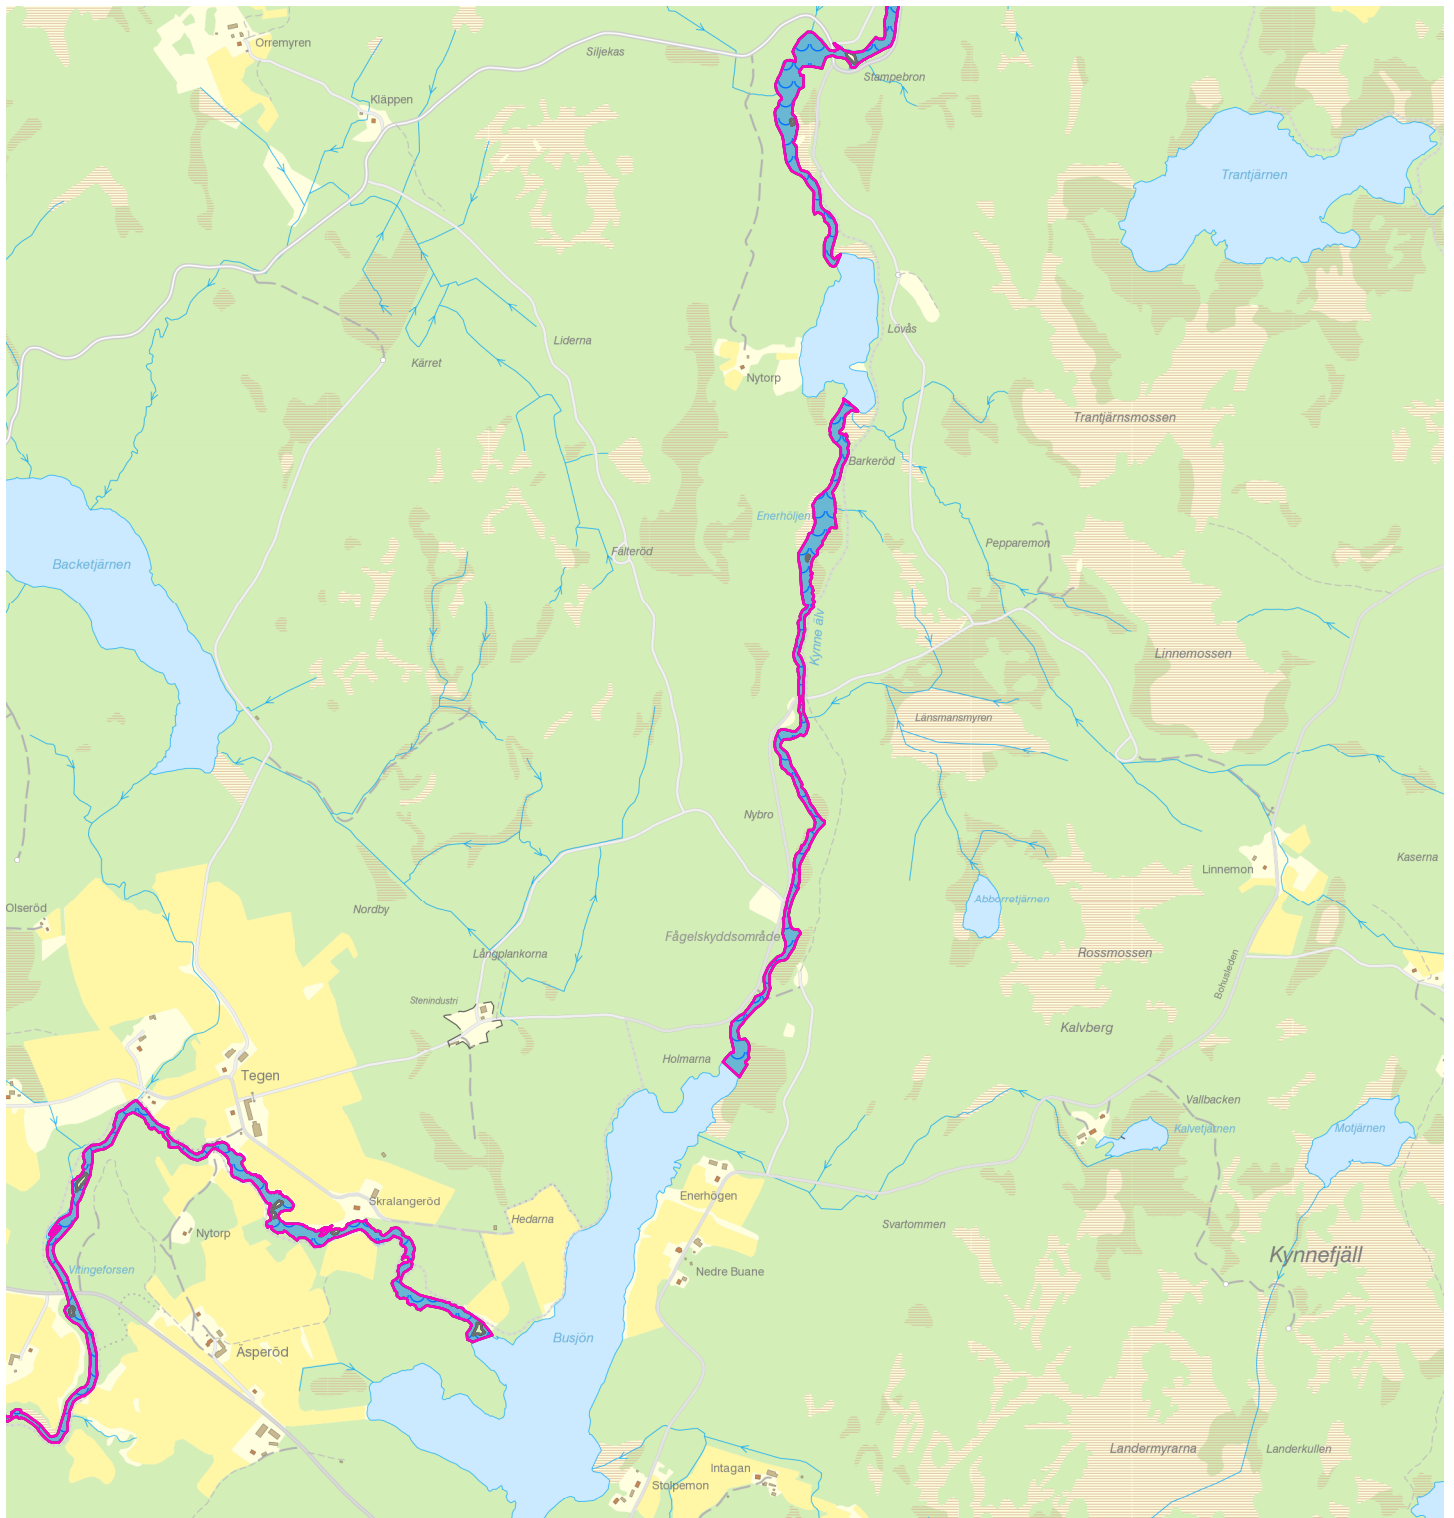 Orremyren
Siljekas
Stampebron
Kläppen
Trantjärnen
Lövås
Liderna
Kärret
Nytorp
Trantjärnsmossen
Barkeröd
Enerhöljen
Pepparemon
Fälteröd
Backetjärnen
Kynne älv
Linnemossen
Länsmansmyren
Nybro
Kaserna
Linnemon
Abborretjärnen
Olseröd
Nordby
Fågelskyddsområde
Långplankorna
Rossmossen
Bohusleden
Stenindustri
Kalvberg
Holmarna
Tegen
Vallbacken
Kalvetjärnen
Motjärnen
Enerhögen
Skralangeröd
Hedarna
Svartommen
Nytorp
Kynnefjäll
Vitingeforsen
Nedre Buane
Busjön
Äsperöd
Landermyrarna
Landerkullen
Intagan
Stolpemon